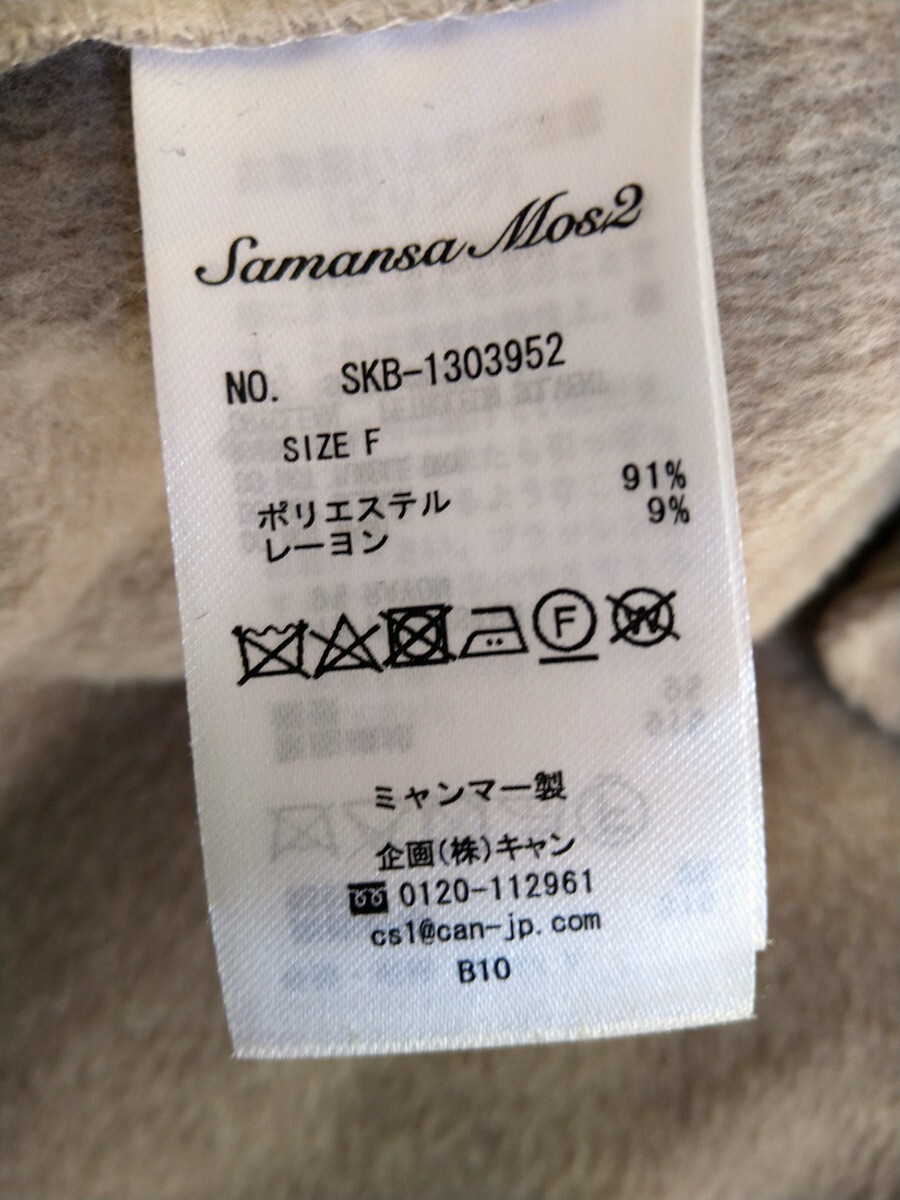 Samansa Mos2
NO. SKB-1303952
SIZE F
ポリエステル 91%
レーヨン 9%
F W
ミャンマー製
企画(株)キャン
0120-112961
cs1@can-jp.com
B10